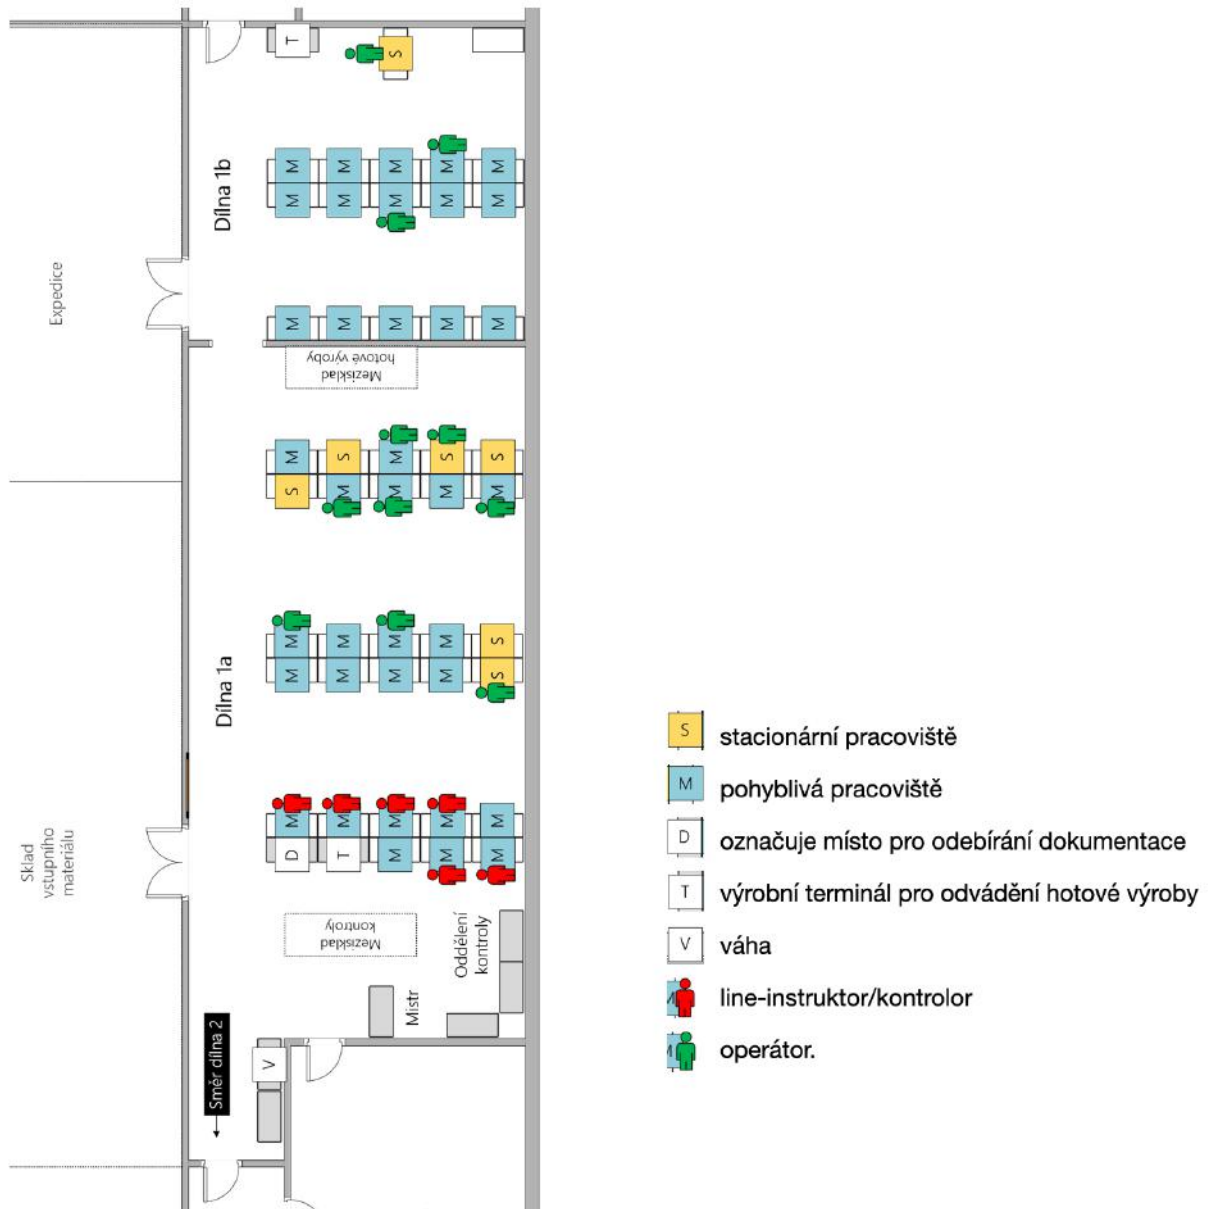 T
S
M M M M M
M M M M M
Dílna 1b
Expedice
M M M M M
Mezisklad
hotové výroby
M S M S S
S M M M M
M M M M S
M M M M S
Dílna 1a
M M M M M
D T M M M
Sklad
vstupního
materiálu
Mezisklad
kontroly
Oddělení
kontroly
Mistr
Směr dílna 2
V
S stacionární pracoviště
M pohyblivá pracoviště
D označuje místo pro odebírání dokumentace
T výrobní terminál pro odvádění hotové výroby
V váha
M line-instruktor/kontrolor
M operátor.